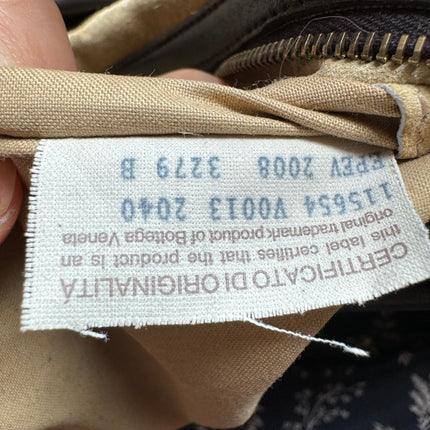 CERTIFICATO DI ORIGINALITÁ
this label certifies that the product is an
original trademark product of Bottega Veneta
115654 V0013 2040
EPEV 2008 3279 B